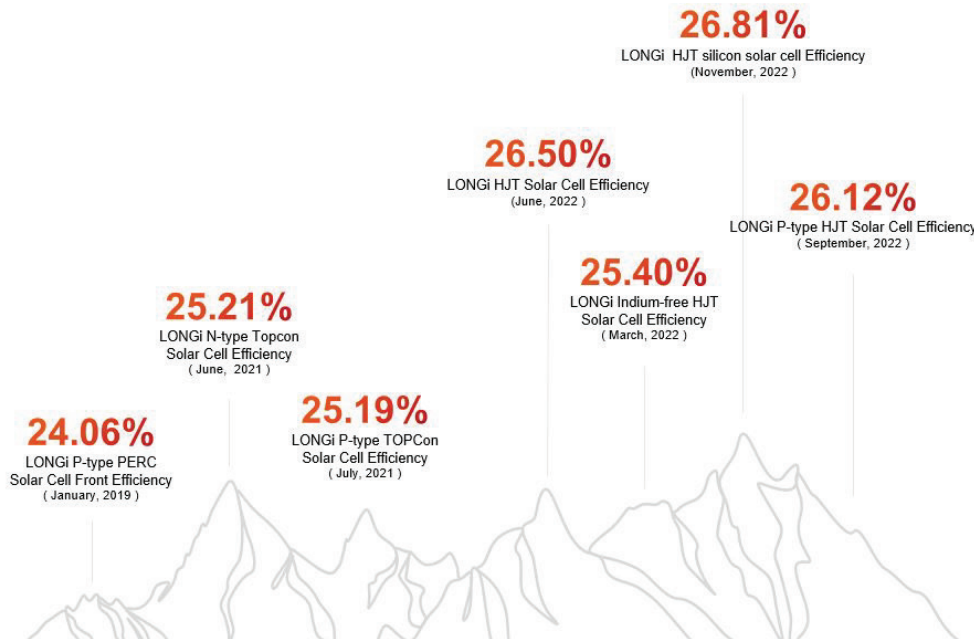 26.81%
LONGi HJT silicon solar cell Efficiency
(November, 2022 )
26.50%
LONGi HJT Solar Cell Efficiency
(June, 2022 )
26.12%
LONGi P-type HJT Solar Cell Efficiency
( September, 2022 )
25.40%
LONGi Indium-free HJT
Solar Cell Efficiency
( March, 2022 )
25.21%
LONGi N-type Topcon
Solar Cell Efficiency
( June, 2021 )
25.19%
LONGi P-type TOPCon
Solar Cell Efficiency
(July, 2021 )
24.06%
LONGi P-type PERC
Solar Cell Front Efficiency
( January, 2019 )